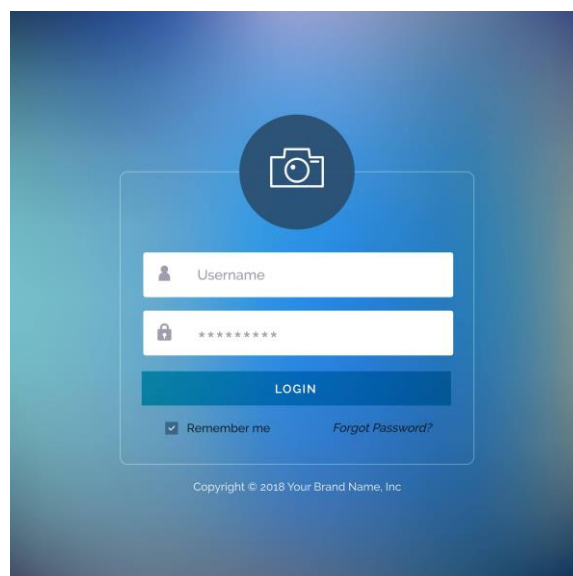 Username
*********
LOGIN
Remember me Forgot Password?
Copyright © 2018 Your Brand Name, Inc